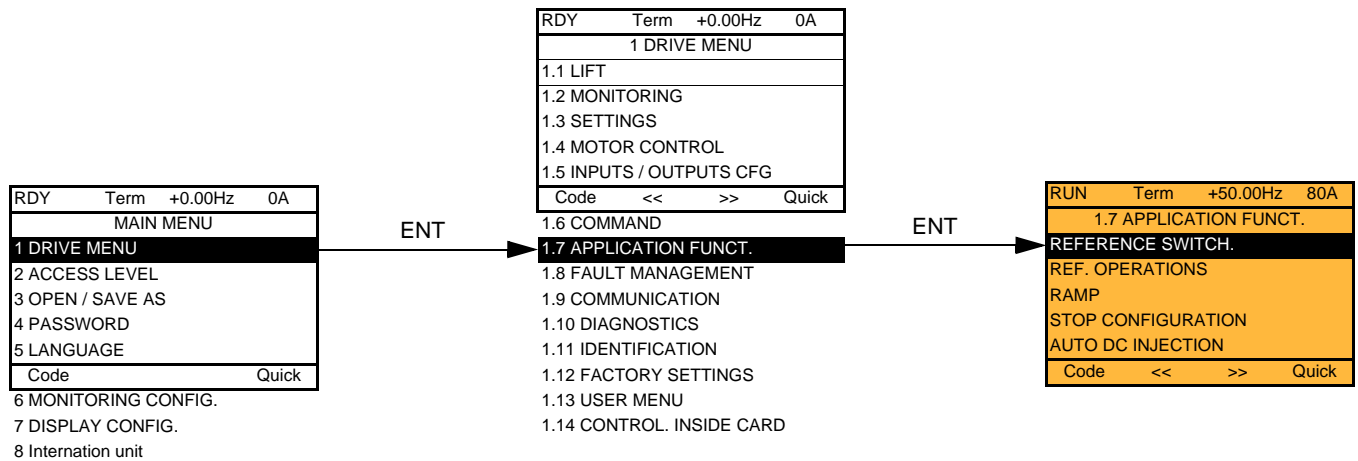 RDY Term +0.00Hz 0A
MAIN MENU
1 DRIVE MENU
2 ACCESS LEVEL
3 OPEN / SAVE AS
4 PASSWORD
5 LANGUAGE
Code Quick
6 MONITORING CONFIG.
7 DISPLAY CONFIG.
8 Internation unit
ENT
RDY Term +0.00Hz 0A
1 DRIVE MENU
1.1 LIFT
1.2 MONITORING
1.3 SETTINGS
1.4 MOTOR CONTROL
1.5 INPUTS / OUTPUTS CFG
Code << >> Quick
1.6 COMMAND
1.7 APPLICATION FUNCT.
1.8 FAULT MANAGEMENT
1.9 COMMUNICATION
1.10 DIAGNOSTICS
1.11 IDENTIFICATION
1.12 FACTORY SETTINGS
1.13 USER MENU
1.14 CONTROL. INSIDE CARD
ENT
RUN Term +50.00Hz 80A
1.7 APPLICATION FUNCT.
REFERENCE SWITCH.
REF. OPERATIONS
RAMP
STOP CONFIGURATION
AUTO DC INJECTION
Code << >> Quick